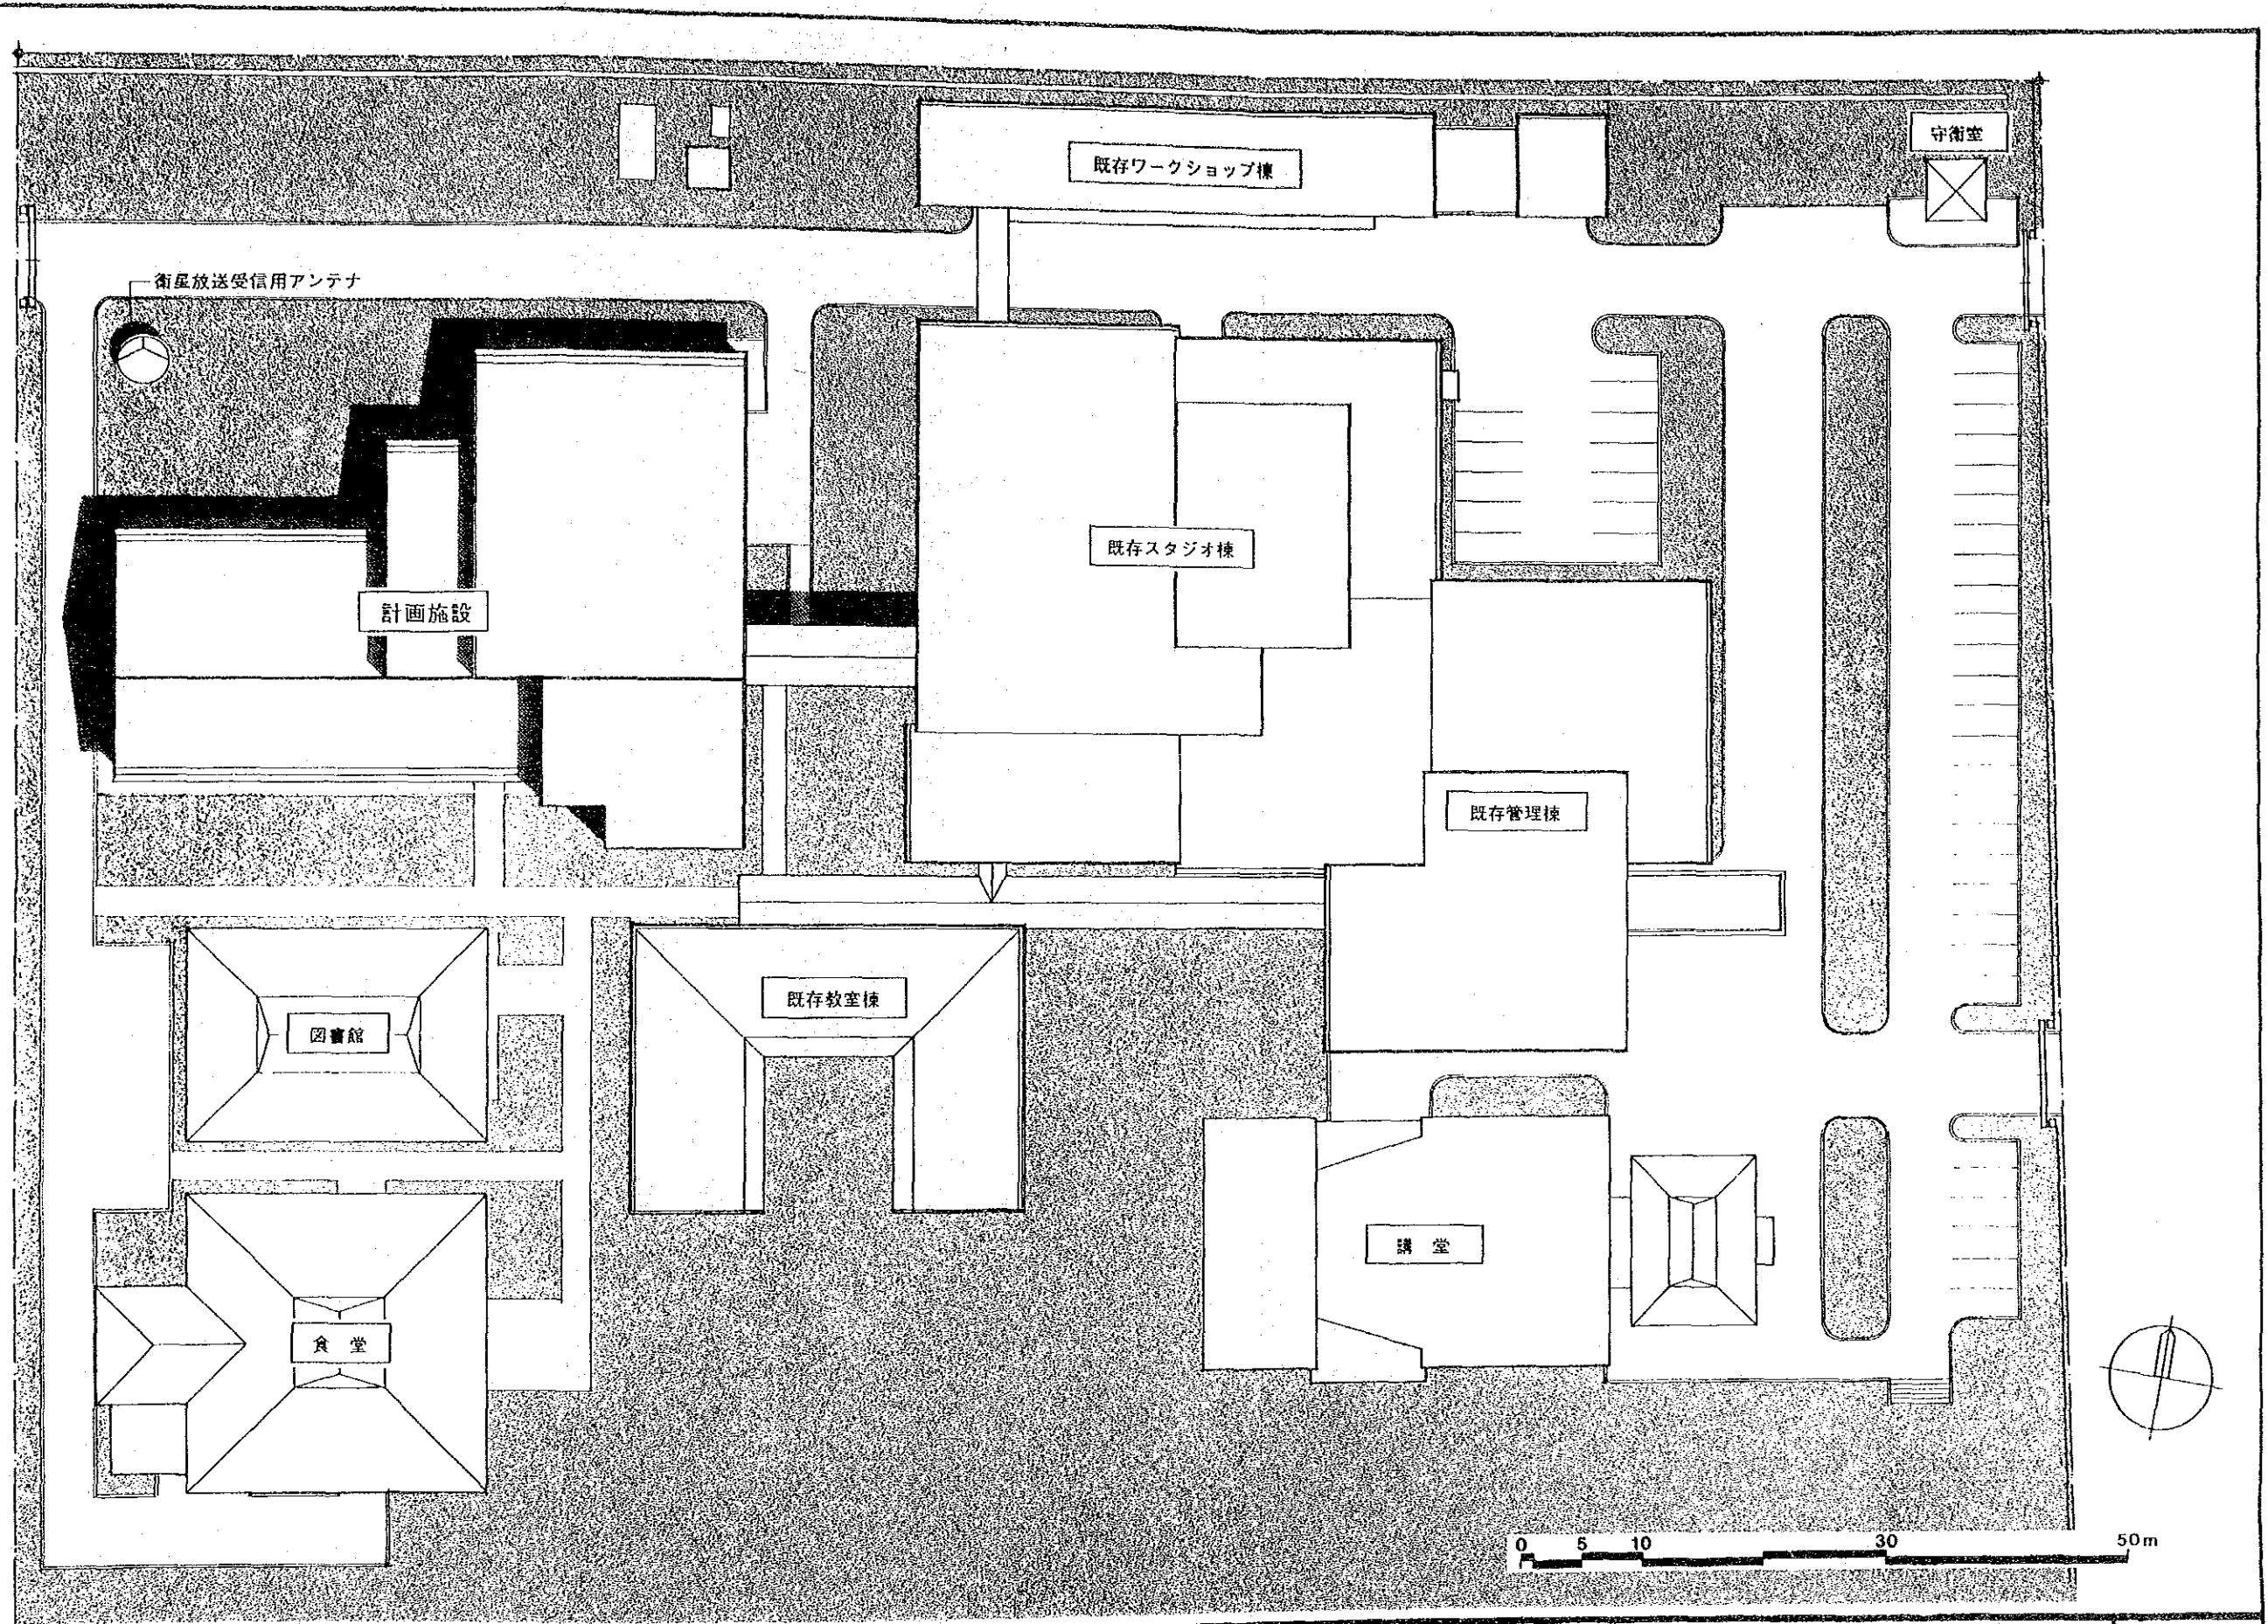 守衛室
既存ワークショップ棟
衛星放送受信用アンテナ
既存スタジオ棟
計画施設
既存管理棟
既存教室棟
図書館
講 堂
食 堂
0 5 10 30 50m